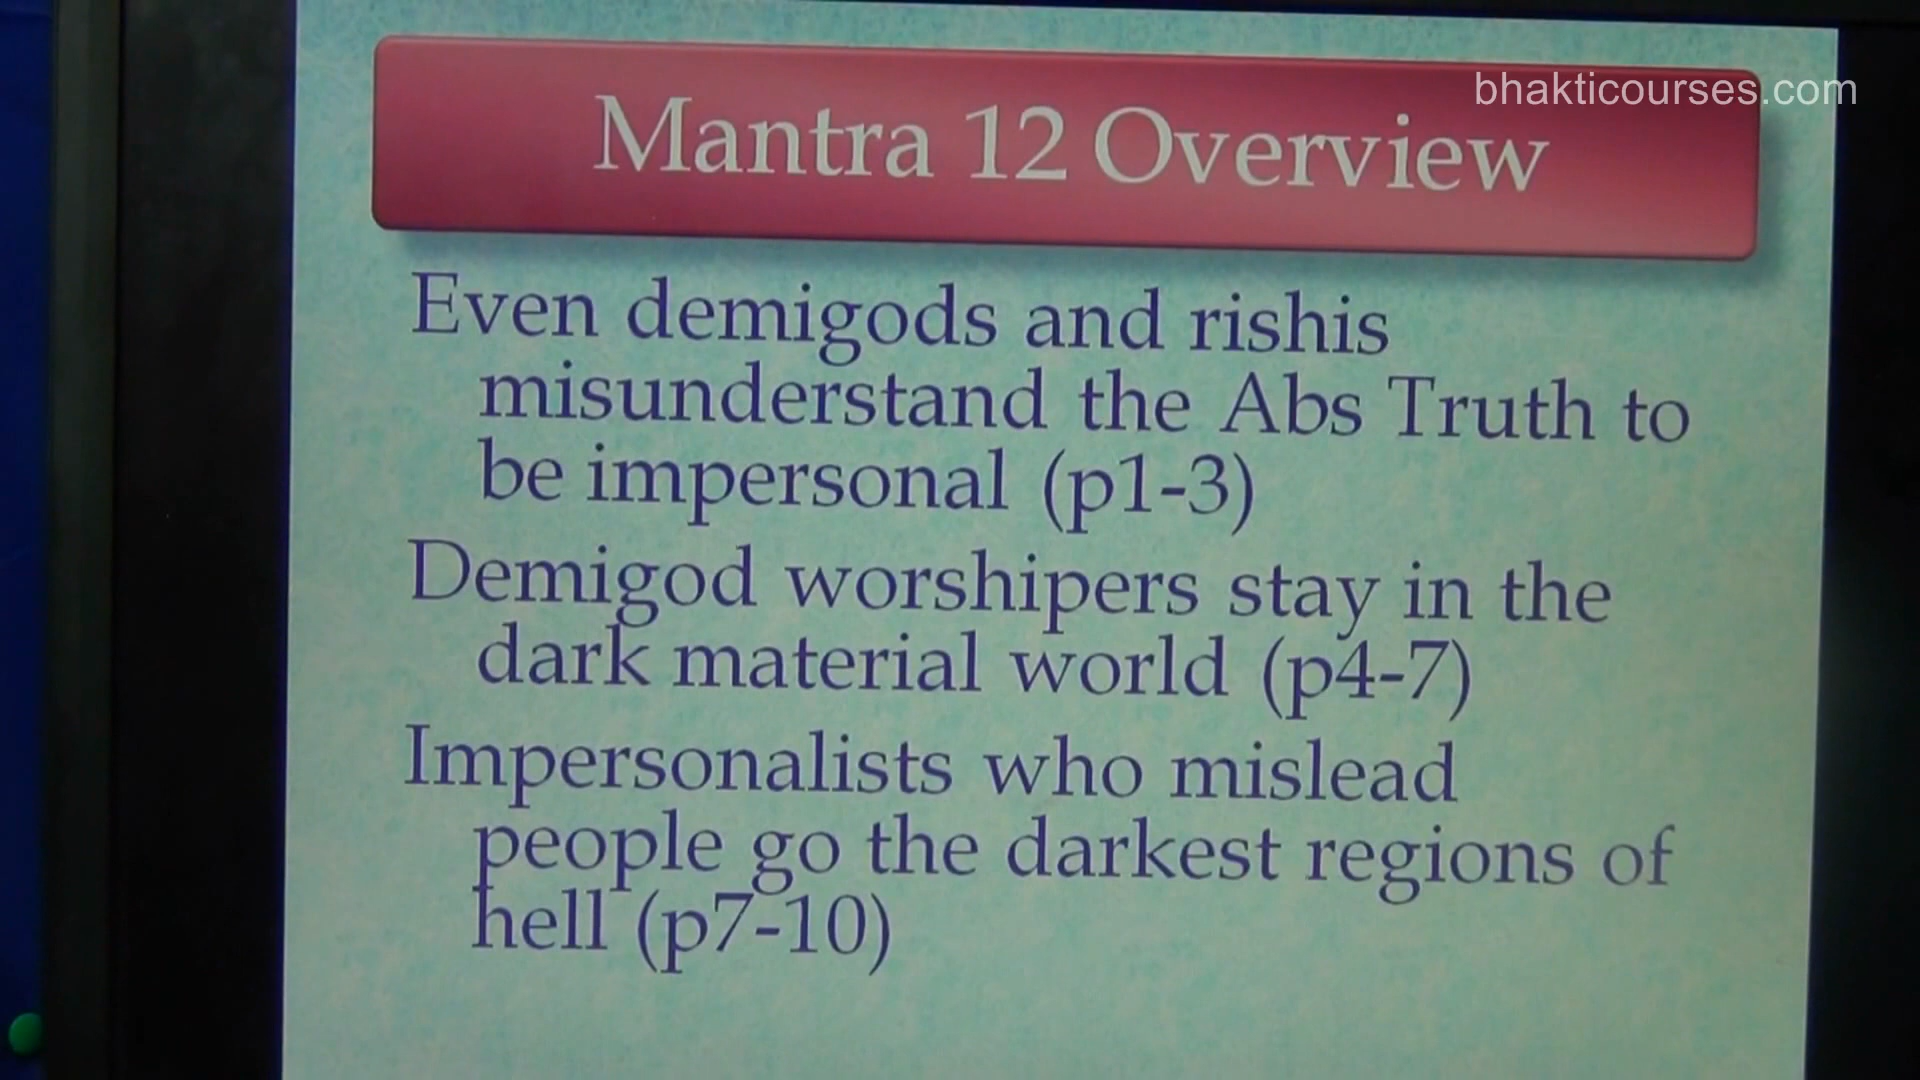 bhakticourses.com
Mantra 12 Overview
Even demigods and rishis
misunderstand the Abs Truth to
be impersonal (p1-3)
Demigod worshipers stay in the
dark material world (p4-7)
Impersonalists who mislead
people go the darkest regions of
hell (p7-10)